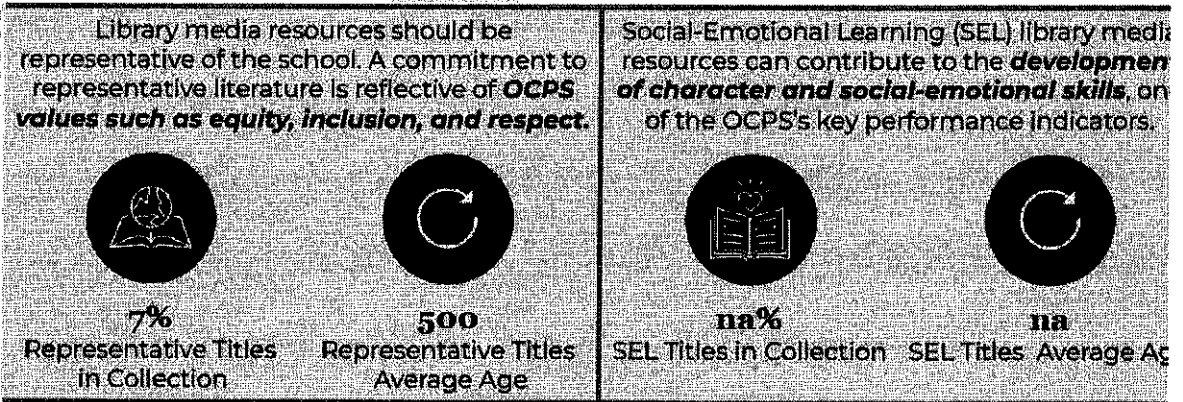 Library media resources should be
representative of the school. A commitment to
representative literature is reflective of OCPS
values such as equity, inclusion, and respect.
7%
Representative Titles
in Collection
500
Representative Titles
Average Age
Social-Emotional Learning (SEL) library media
resources can contribute to the developmen
of character and social-emotional skills, on
of the OCPS's key performance indicators.
na%
SEL Titles in Collection
na
SEL Titles Average Ag